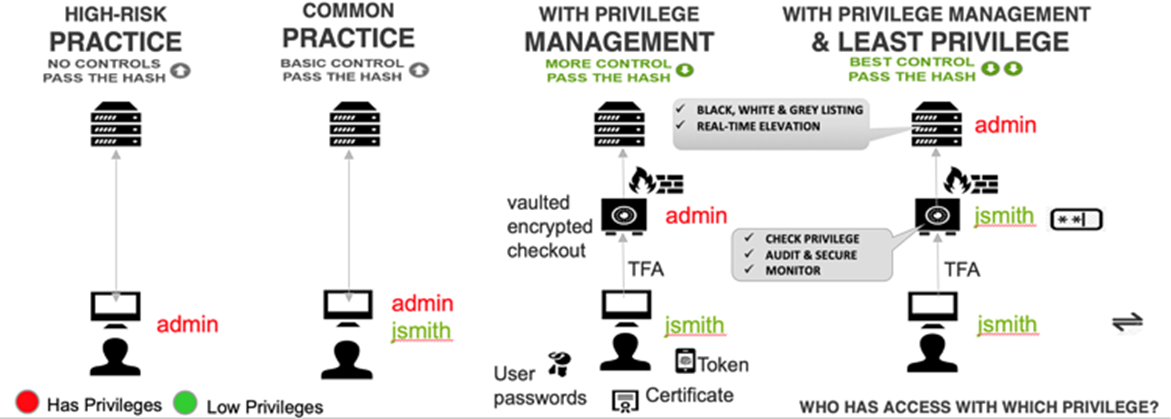 HIGH-RISK
PRACTICE
NO CONTROLS
PASS THE HASH
admin
COMMON
PRACTICE
BASIC CONTROL
PASS THE HASH
admin
jsmith
WITH PRIVILEGE
MANAGEMENT
MORE CONTROL
PASS THE HASH
vaulted
encrypted
checkout
admin
TFA
jsmith
User
passwords
Token
Certificate
WITH PRIVILEGE MANAGEMENT
& LEAST PRIVILEGE
BEST CONTROL
PASS THE HASH
✓ BLACK, WHITE & GREY LISTING
✓ REAL-TIME ELEVATION
admin
jsmith
**|
✓ CHECK PRIVILEGE
✓ AUDIT & SECURE
✓ MONITOR
TFA
jsmith
Has Privileges
Low Privileges
WHO HAS ACCESS WITH WHICH PRIVILEGE?